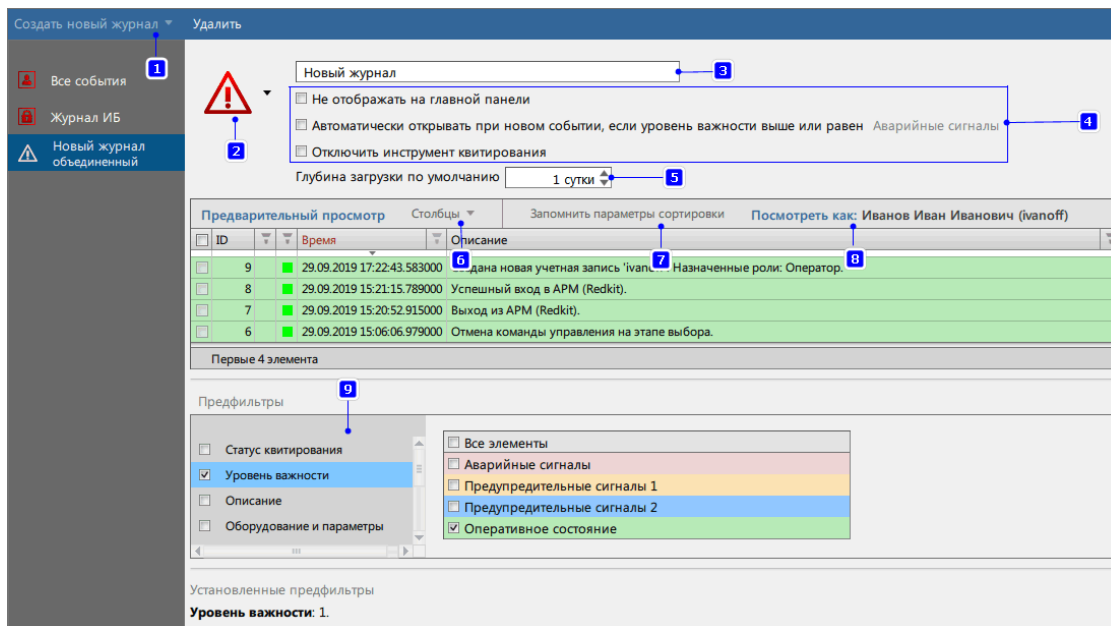 Создать новый журнал
Удалить
1
Все события
Журнал ИБ
Новый журнал
объединенный
2
Новый журнал
3
Не отображать на главной панели
Автоматически открывать при новом событии, если уровень важности выше или равен Аварийные сигналы
4
Отключить инструмент квитирования
Глубина загрузки по умолчанию 1 сутки
5
Предварительный просмотр Столбцы Запомнить параметры сортировки Посмотреть как: Иванов Иван Иванович (ivanoff)
ID Время Описание
6 7 8
9 29.09.2019 17:22:43.583000 новая учетная запись Назначенные роли: Оператор.
8 29.09.2019 15:21:15.789000 Успешный вход в АРМ (Redkit).
7 29.09.2019 15:20:52.915000 Выход из АРМ (Redkit).
6 29.09.2019 15:06:06.979000 Отмена команды управления на этапе выбора.
Первые 4 элемента
9
Предфильтры
Статус квитирования
Уровень важности
Описание
Оборудование и параметры
Все элементы
Аварийные сигналы
Предупредительные сигналы 1
Предупредительные сигналы 2
Оперативное состояние
Установленные предфильтры
Уровень важности: 1.